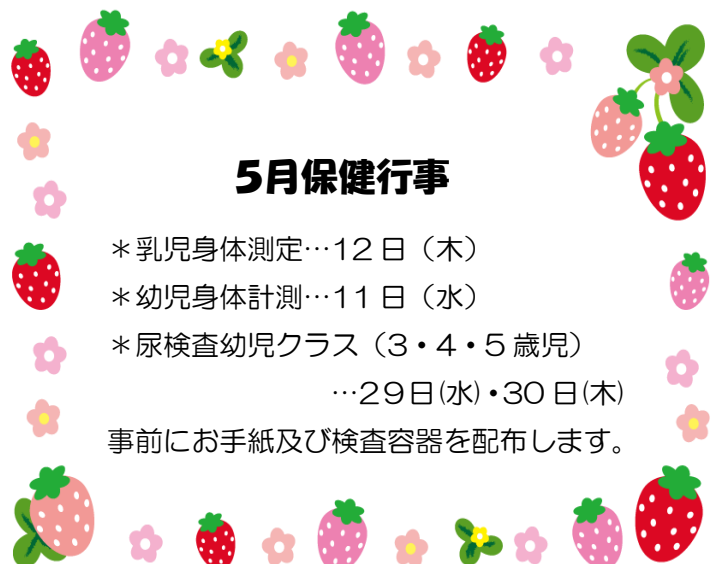 5月保健行事
＊乳児身体測定…12日（木）
＊幼児身体計測…11日（水）
＊尿検査幼児クラス（3・4・5歳児）
…29日(水)・30日(木)
事前にお手紙及び検査容器を配布します。